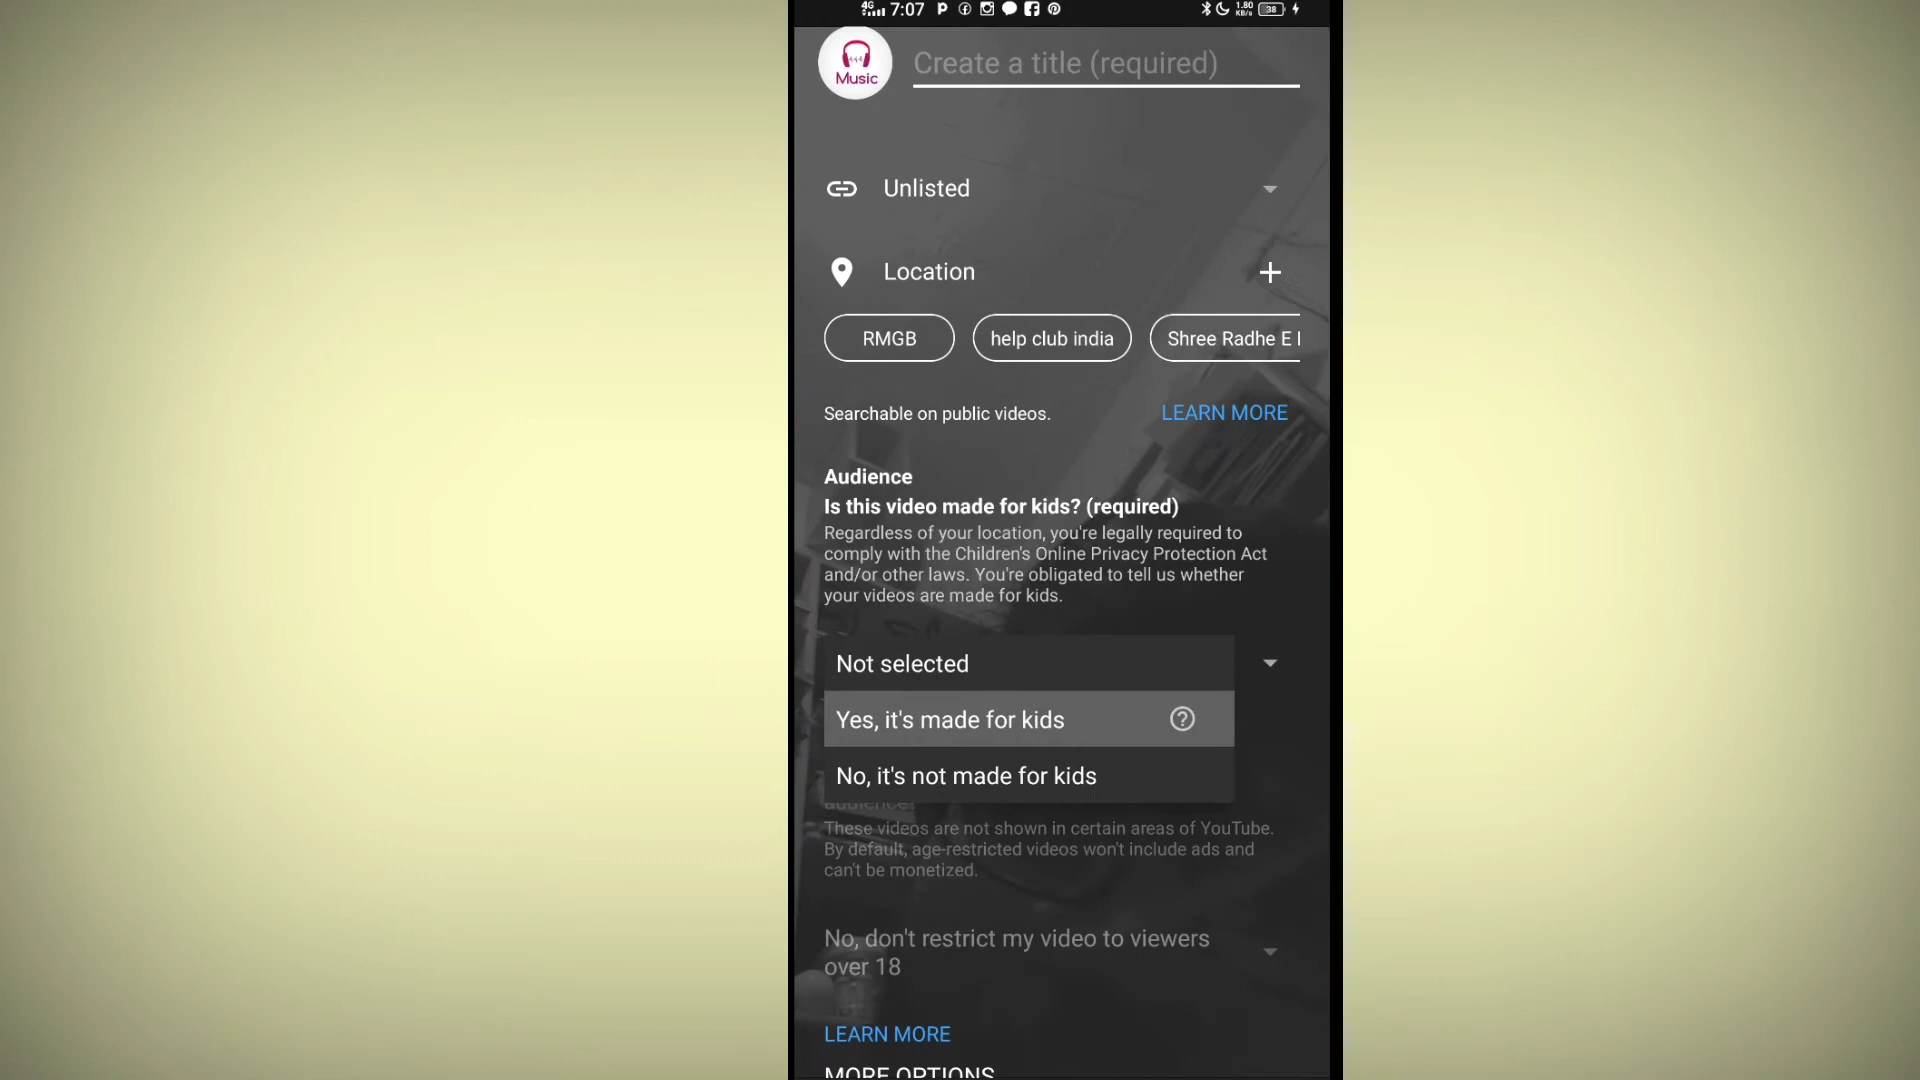 4G 7:07 1.80 KB/s 38
Music
Create a title (required)
Unlisted
Location
RMGB help club india Shree Radhe E
Searchable on public videos. LEARN MORE
Audience
Is this video made for kids? (required)
Regardless of your location, you're legally required to
comply with the Children's Online Privacy Protection Act
and/or other laws. You're obligated to tell us whether
your videos are made for kids.
Not selected
Yes, it's made for kids
No, it's not made for kids
audience?
These videos are not shown in certain areas of YouTube.
By default, age-restricted videos won't include ads and
can't be monetized.
No, don't restrict my video to viewers
over 18
LEARN MORE
MORE OPTIONS